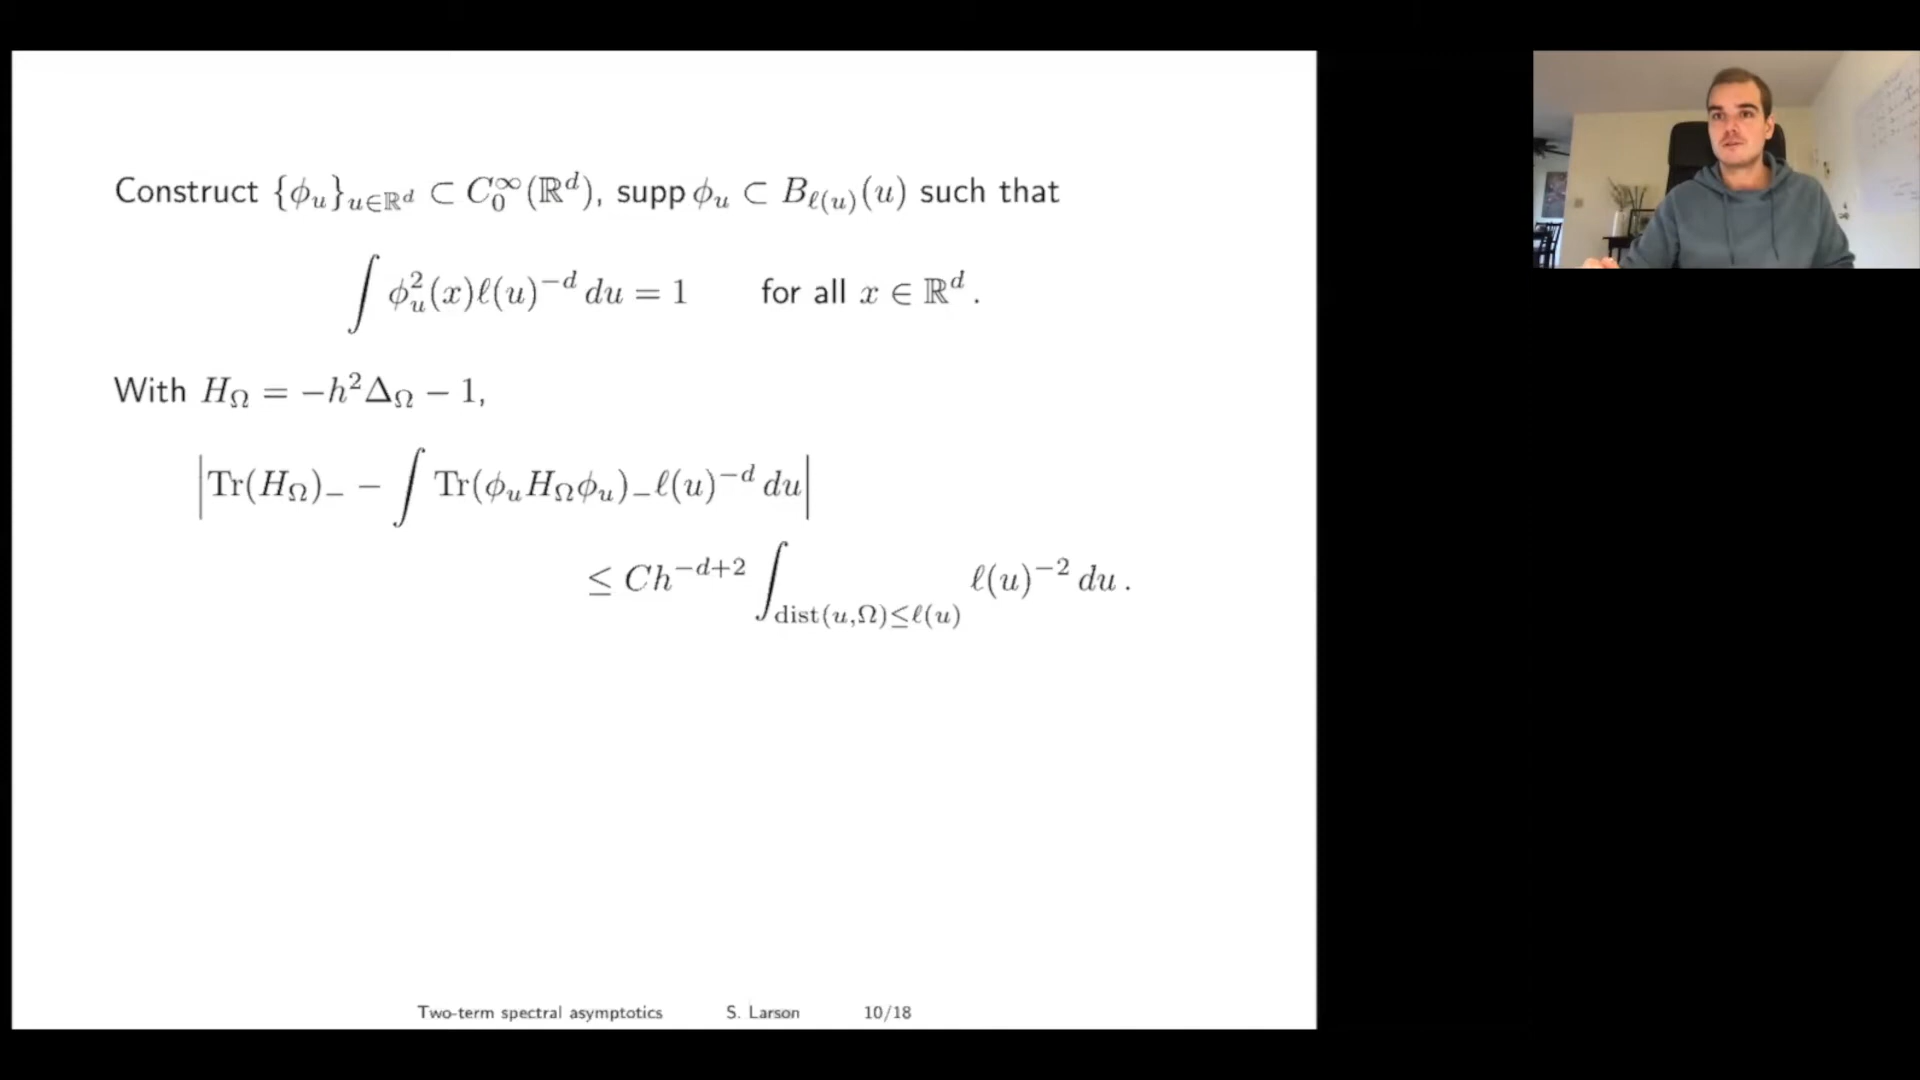 Construct {ϕ_u}_{u∈ℝ^d} ⊂ C_0^∞(ℝ^d), supp ϕ_u ⊂ B_{ℓ(u)}(u) such that
∫ ϕ_u^2(x)ℓ(u)^{−d} du = 1 for all x ∈ ℝ^d .
With H_Ω = −h^2Δ_Ω − 1,
|Tr(H_Ω)_− − ∫ Tr(ϕ_u H_Ω ϕ_u)_− ℓ(u)^{−d} du|
≤ Ch^{−d+2} ∫_{dist(u,Ω)≤ℓ(u)} ℓ(u)^{−2} du .
Two-term spectral asymptotics S. Larson 10/18